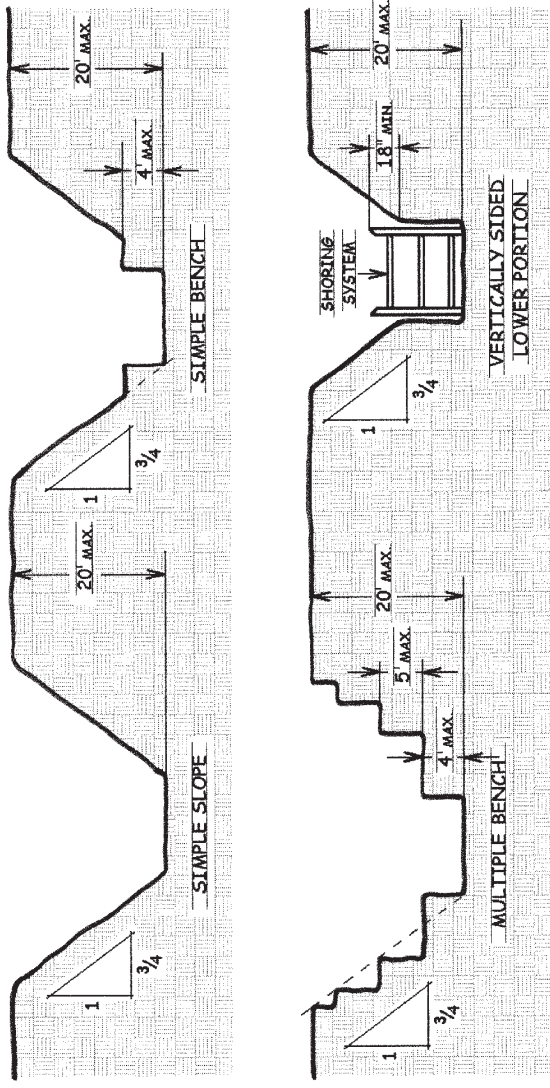 20' MAX.
1
3/4
SIMPLE SLOPE
20' MAX.
4' MAX.
1
3/4
SIMPLE BENCH
20' MAX.
5' MAX.
4' MAX.
1
3/4
MULTIPLE BENCH
20' MAX.
18" MIN
SHORING
SYSTEM
1
3/4
VERTICALLY SIDED
LOWER PORTION